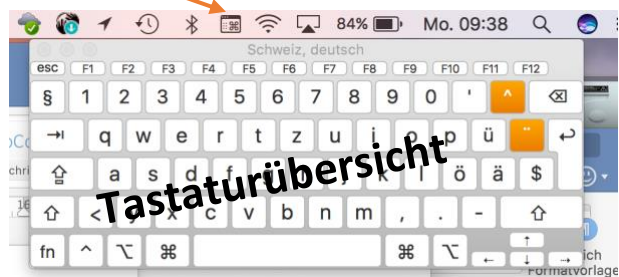 84% Mo. 09:38
Schweiz, deutsch
esc F1 F2 F3 F4 F5 F6 F7 F8 F9 F10 F11 F12
§ 1 2 3 4 5 6 7 8 9 0 ' ^
q w e r t z u i o p ü ¨
a s d f g h j k l ö ä $
< y x c v b n m , . -
fn ^ ⌥ ⌘ ⌘ ⌥
Tastaturübersicht
ich
Formatvorlage